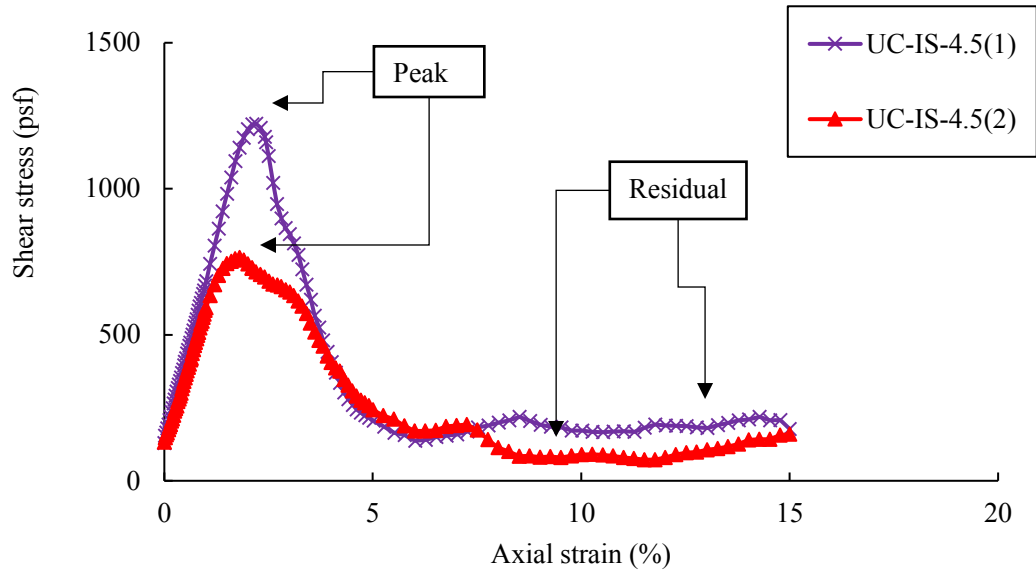 1500
1000
500
0
0
5
10
15
20
Shear stress (psf)
Axial strain (%)
Peak
Residual
UC-IS-4.5(1)
UC-IS-4.5(2)